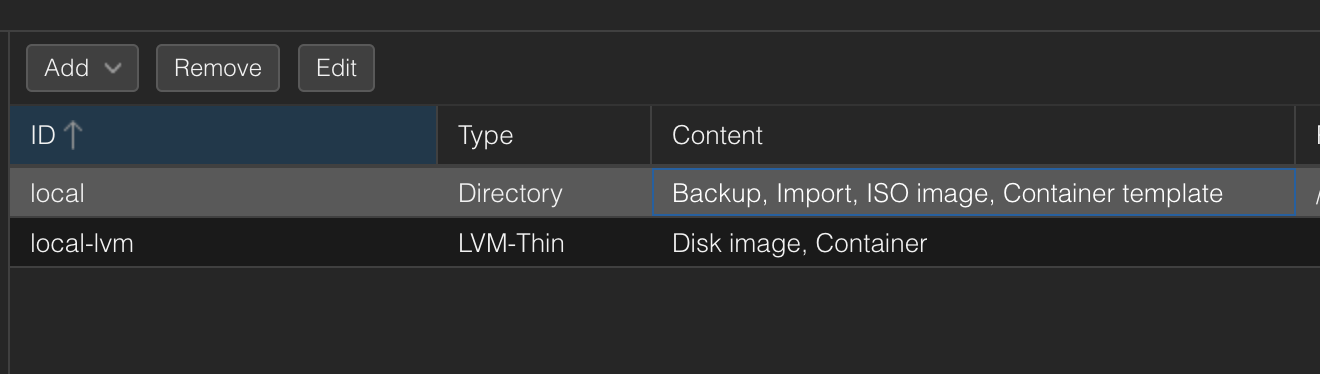 Add Remove Edit
ID Type Content
local Directory Backup, Import, ISO image, Container template
local-lvm LVM-Thin Disk image, Container